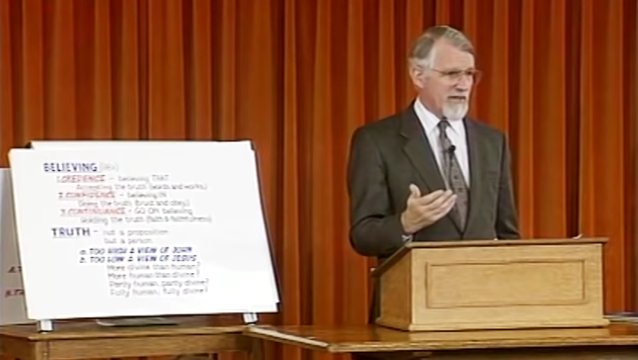 BELIEVING
1. CREDENCE – believing THAT
Accepting the truth (words and works)
2. CONFIDENCE – believing IN
Doing the truth (trust and obey)
3. CONTINUANCE – GO ON believing
Holding the truth (faith & faithfulness)
TRUTH – not a proposition
but a person
a. TOO HIGH A VIEW OF JOHN
b. TOO LOW A VIEW OF JESUS
More divine than human?
More human than divine?
Partly human, partly divine?
Fully human, fully divine?
A.
B.